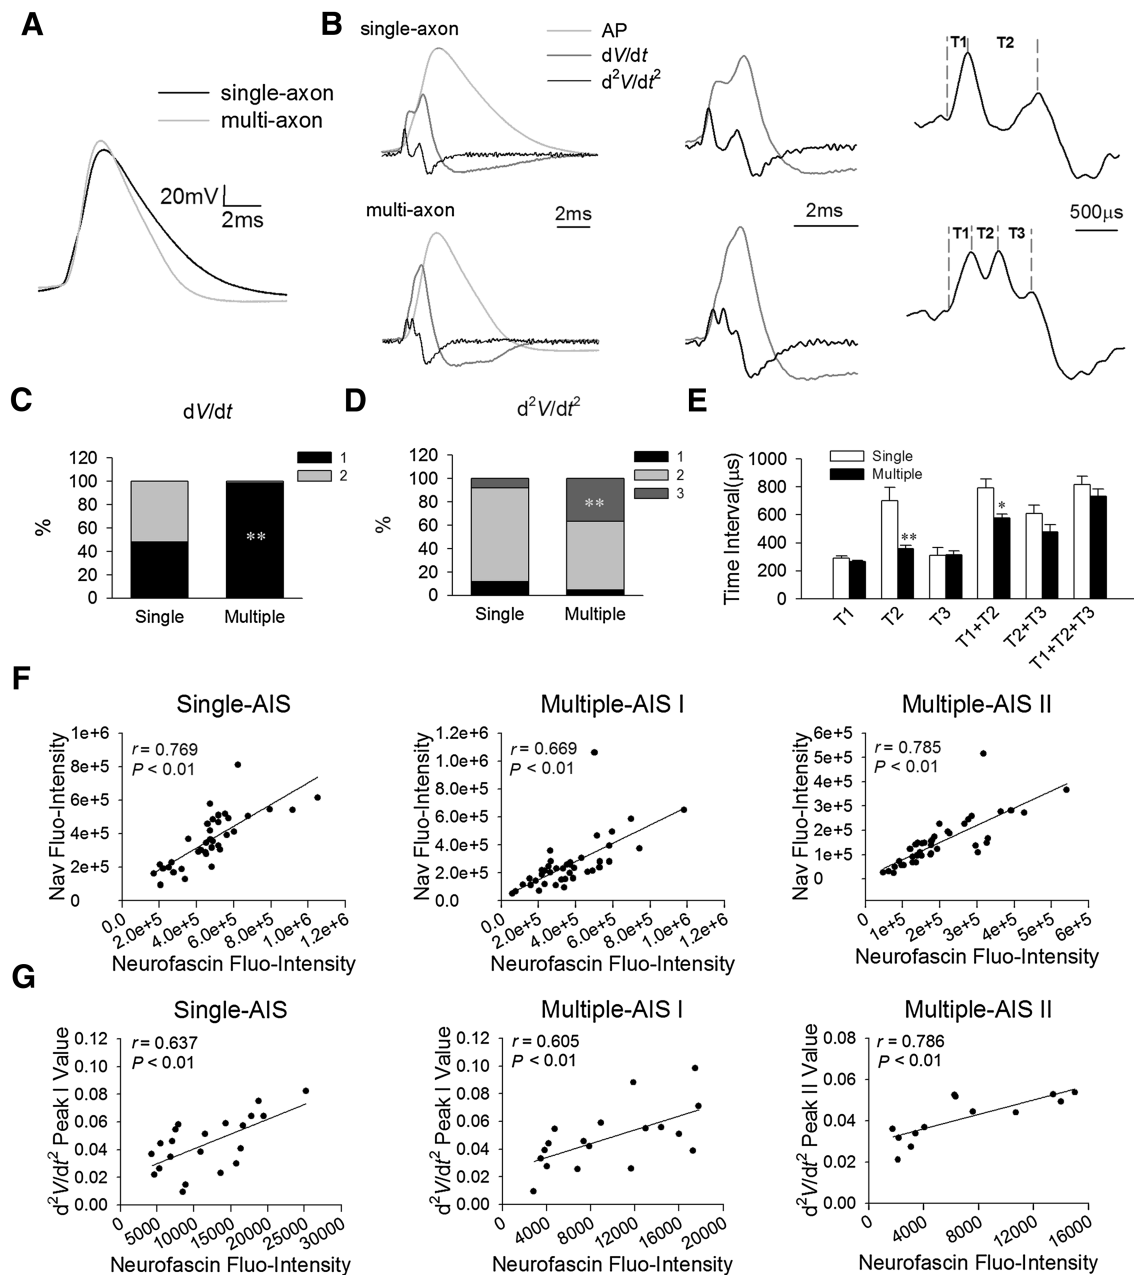 A
single-axon
multi-axon
20mV
2ms
B
single-axon
AP
dV/dt
d²V/dt²
T1 T2
multi-axon
2ms
2ms
500μs
T1 T2 T3
C
dV/dt
120
100
80
60
40
20
0
%
**
1
2
Single Multiple
D
d²V/dt²
120
100
80
60
40
20
0
%
**
1
2
3
Single Multiple
E
Time Interval(μs)
1000
800
600
400
200
0
Single
Multiple
**
*
T1 T2 T3 T1+T2 T2+T3 T1+T2+T3
F
Single-AIS
Nav Fluo-Intensity
1e+6
8e+5
6e+5
4e+5
2e+5
0
r = 0.769
P < 0.01
0.0 2.0e+5 4.0e+5 6.0e+5 8.0e+5 1.0e+6 1.2e+6
Neurofascin Fluo-Intensity
Multiple-AIS I
Nav Fluo-Intensity
1.2e+6
1.0e+6
8.0e+5
6.0e+5
4.0e+5
2.0e+5
0.0
r = 0.669
P < 0.01
0.0 2.0e+5 4.0e+5 6.0e+5 8.0e+5 1.0e+6 1.2e+6
Neurofascin Fluo-Intensity
Multiple-AIS II
Nav Fluo-Intensity
6e+5
5e+5
4e+5
3e+5
2e+5
1e+5
0
r = 0.785
P < 0.01
0.0 1e+5 2e+5 3e+5 4e+5 5e+5 6e+5
Neurofascin Fluo-Intensity
G
Single-AIS
d²V/dt² Peak I Value
0.12
0.10
0.08
0.06
0.04
0.02
0.00
r = 0.637
P < 0.01
0 5000 10000 15000 20000 25000 30000
Neurofascin Fluo-Intensity
Multiple-AIS I
d²V/dt² Peak I Value
0.12
0.10
0.08
0.06
0.04
0.02
0.00
r = 0.605
P < 0.01
0 4000 8000 12000 16000 20000
Neurofascin Fluo-Intensity
Multiple-AIS II
d²V/dt² Peak II Value
0.08
0.06
0.04
0.02
0.00
r = 0.786
P < 0.01
0 4000 8000 12000 16000
Neurofascin Fluo-Intensity